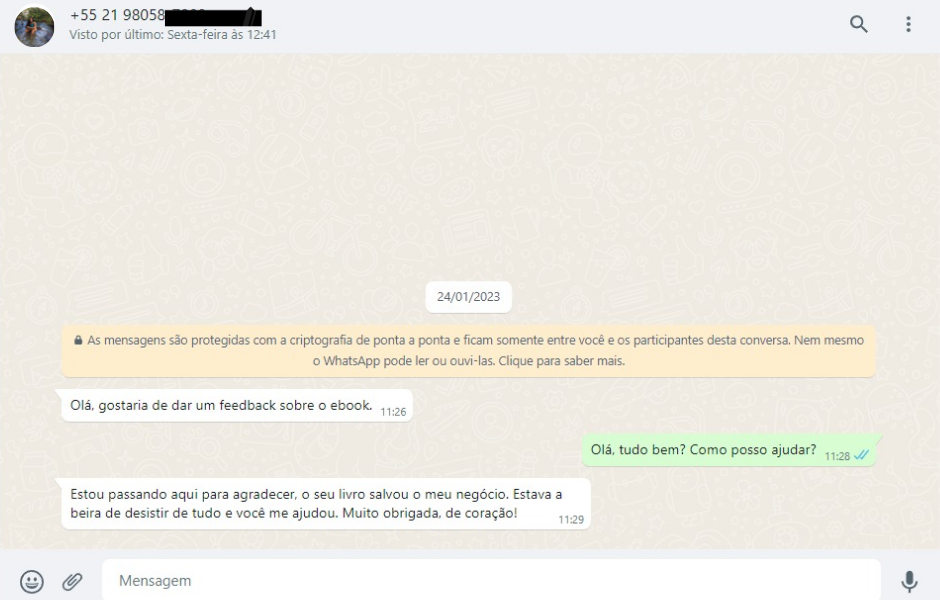 +55 21 98058
Visto por último: Sexta-feira às 12:41
24/01/2023
As mensagens são protegidas com a criptografia de ponta a ponta e ficam somente entre você e os participantes desta conversa. Nem mesmo
o WhatsApp pode ler ou ouvi-las. Clique para saber mais.
Olá, gostaria de dar um feedback sobre o ebook. 11:26
Olá, tudo bem? Como posso ajudar? 11:28
Estou passando aqui para agradecer, o seu livro salvou o meu negócio. Estava a
beira de desistir de tudo e você me ajudou. Muito obrigada, de coração! 11:29
Mensagem